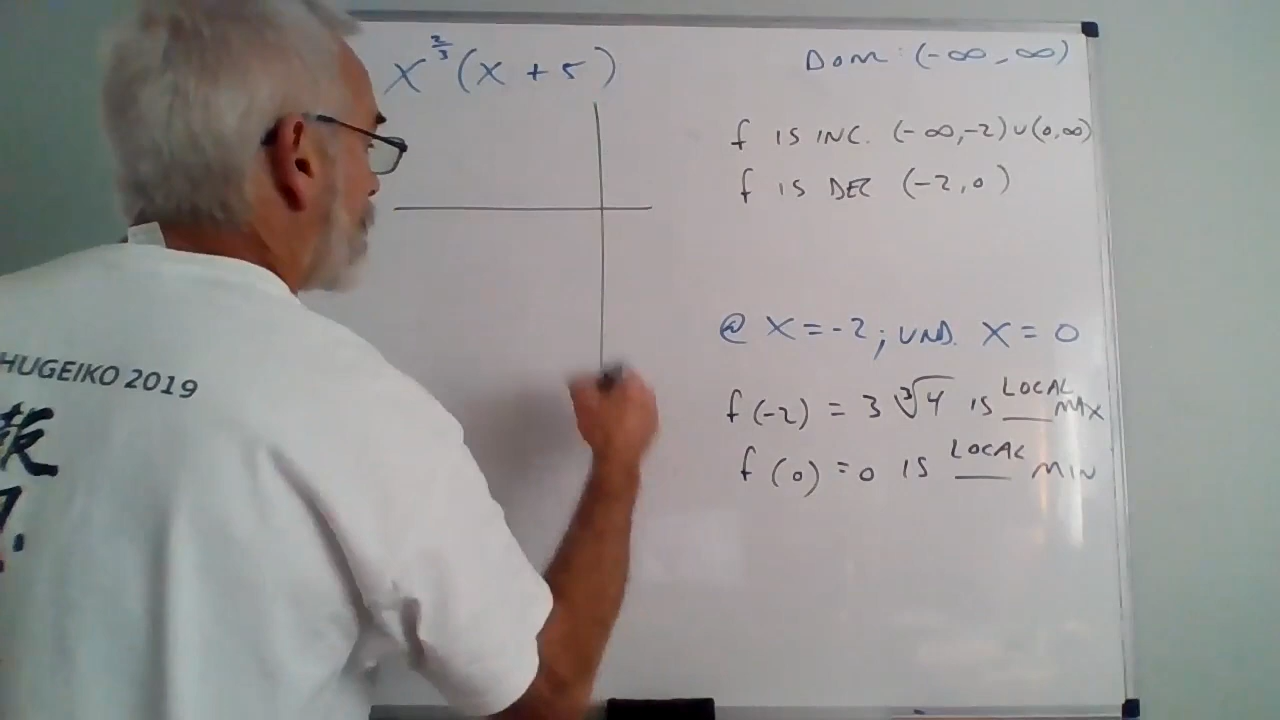 x^(2/3)(x + 5)
DOM: (-∞, ∞)
f IS INC. (-∞,-2)∪(0,∞)
f IS DEC (-2,0)
@ x = -2; UND. x = 0
f(-2) = 3∛4 IS LOCAL MAX
f(0) = 0 IS LOCAL MIN
HUGEIKO 2019